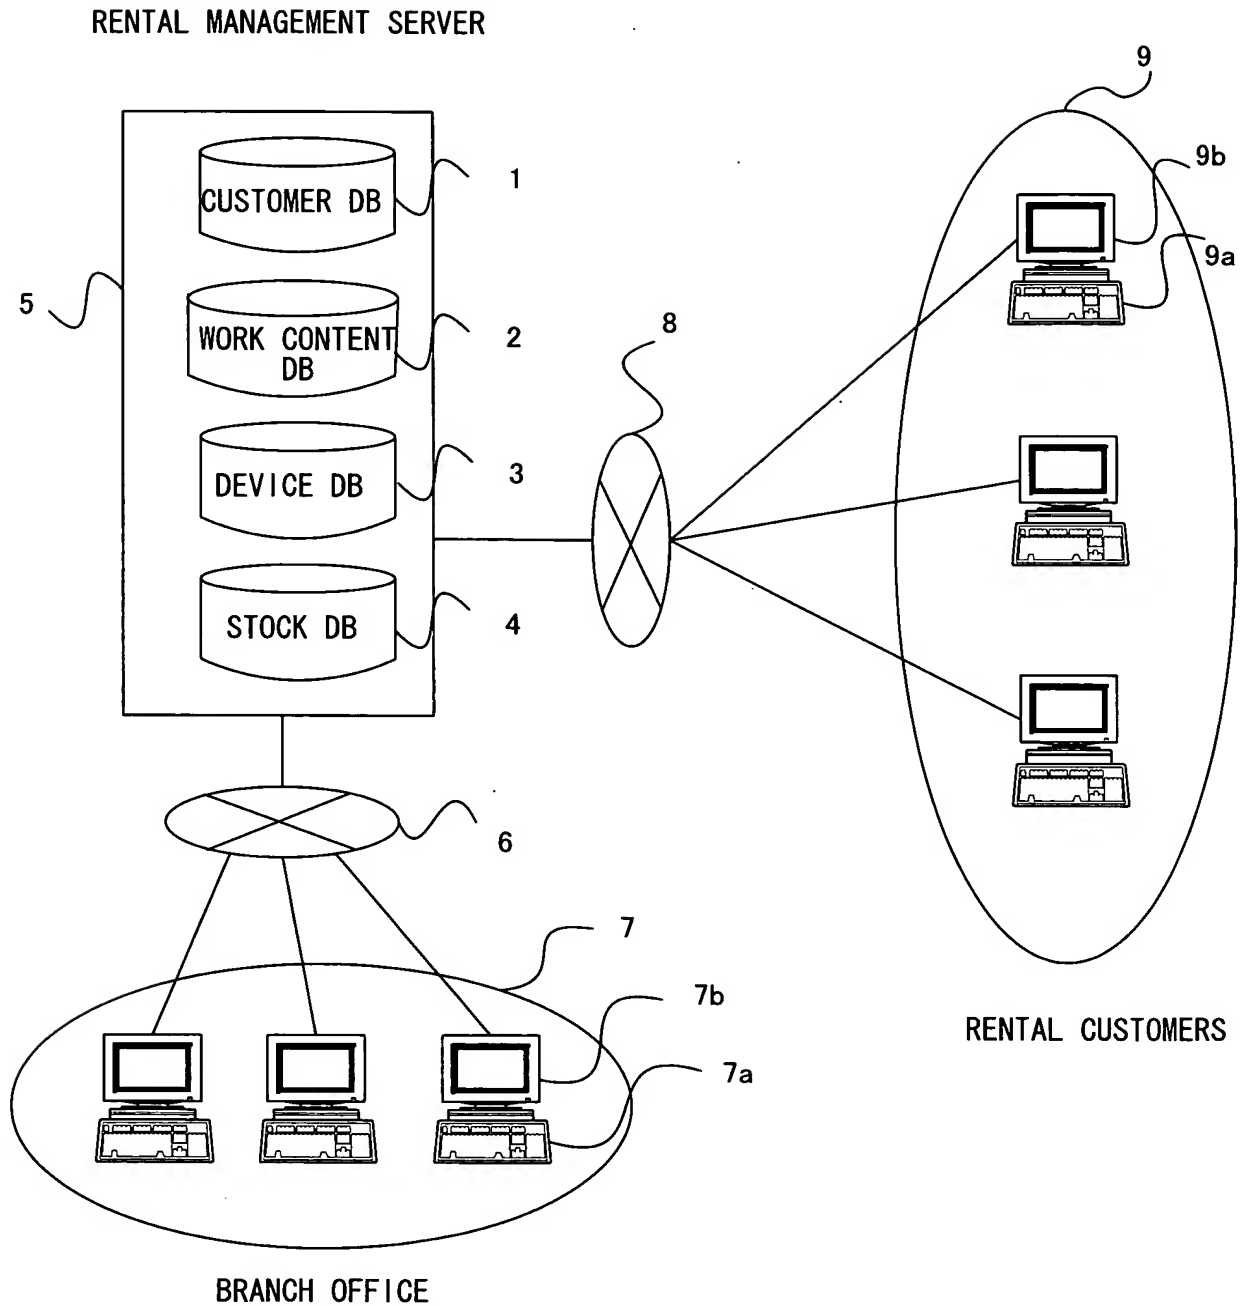 RENTAL MANAGEMENT SERVER
9
9b
CUSTOMER DB
1
9a
5
WORK CONTENT
DB
2
8
DEVICE DB
3
STOCK DB
4
6
7
7b
RENTAL CUSTOMERS
7a
BRANCH OFFICE